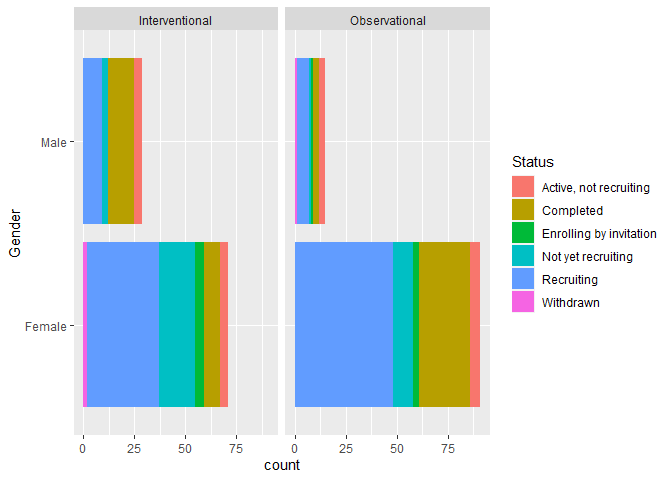 Interventional
Observational
Male
Female
Gender
0 25 50 75
0 25 50 75
count
Status
Active, not recruiting
Completed
Enrolling by invitation
Not yet recruiting
Recruiting
Withdrawn